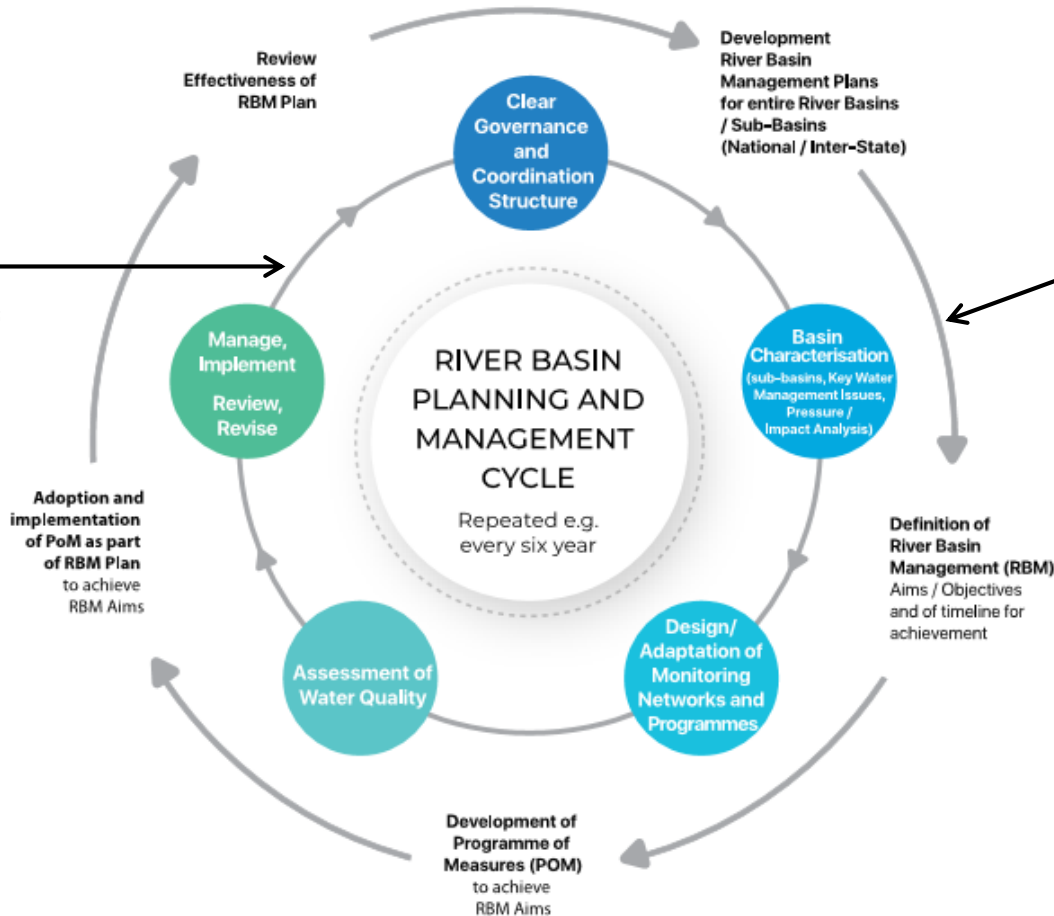 Review
Effectiveness of
RBM Plan
Development
River Basin
Management Plans
for entire River Basins
/ Sub-Basins
(National / Inter-State)
Clear
Governance
and
Coordination
Structure
Manage,
Implement
Review,
Revise
RIVER BASIN
PLANNING AND
MANAGEMENT
CYCLE
Repeated e.g.
every six year
Basin
Characterisation
(sub-basins, Key Water
Management Issues,
Pressure /
Impact Analysis)
Adoption and
implementation
of PoM as part
of RBM Plan
to achieve
RBM Aims
Definition of
River Basin
Management (RBM)
Aims / Objectives
and of timeline for
achievement
Assessment of
Water Quality
Design/
Adaptation of
Monitoring
Networks and
Programmes
Development of
Programme of
Measures (POM)
to achieve
RBM Aims